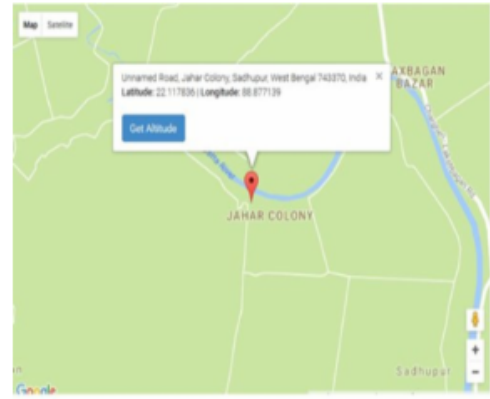 Map Satellite
Unnamed Road, Jahar Colony, Sadhupur, West Bengal 743370, India
×
Latitude: 22.117836 | Longitude: 88.877139
Get Altitude
AXBAGAN
BAZAR
River
JAHAR COLONY
+
Sadhupur
−
Google